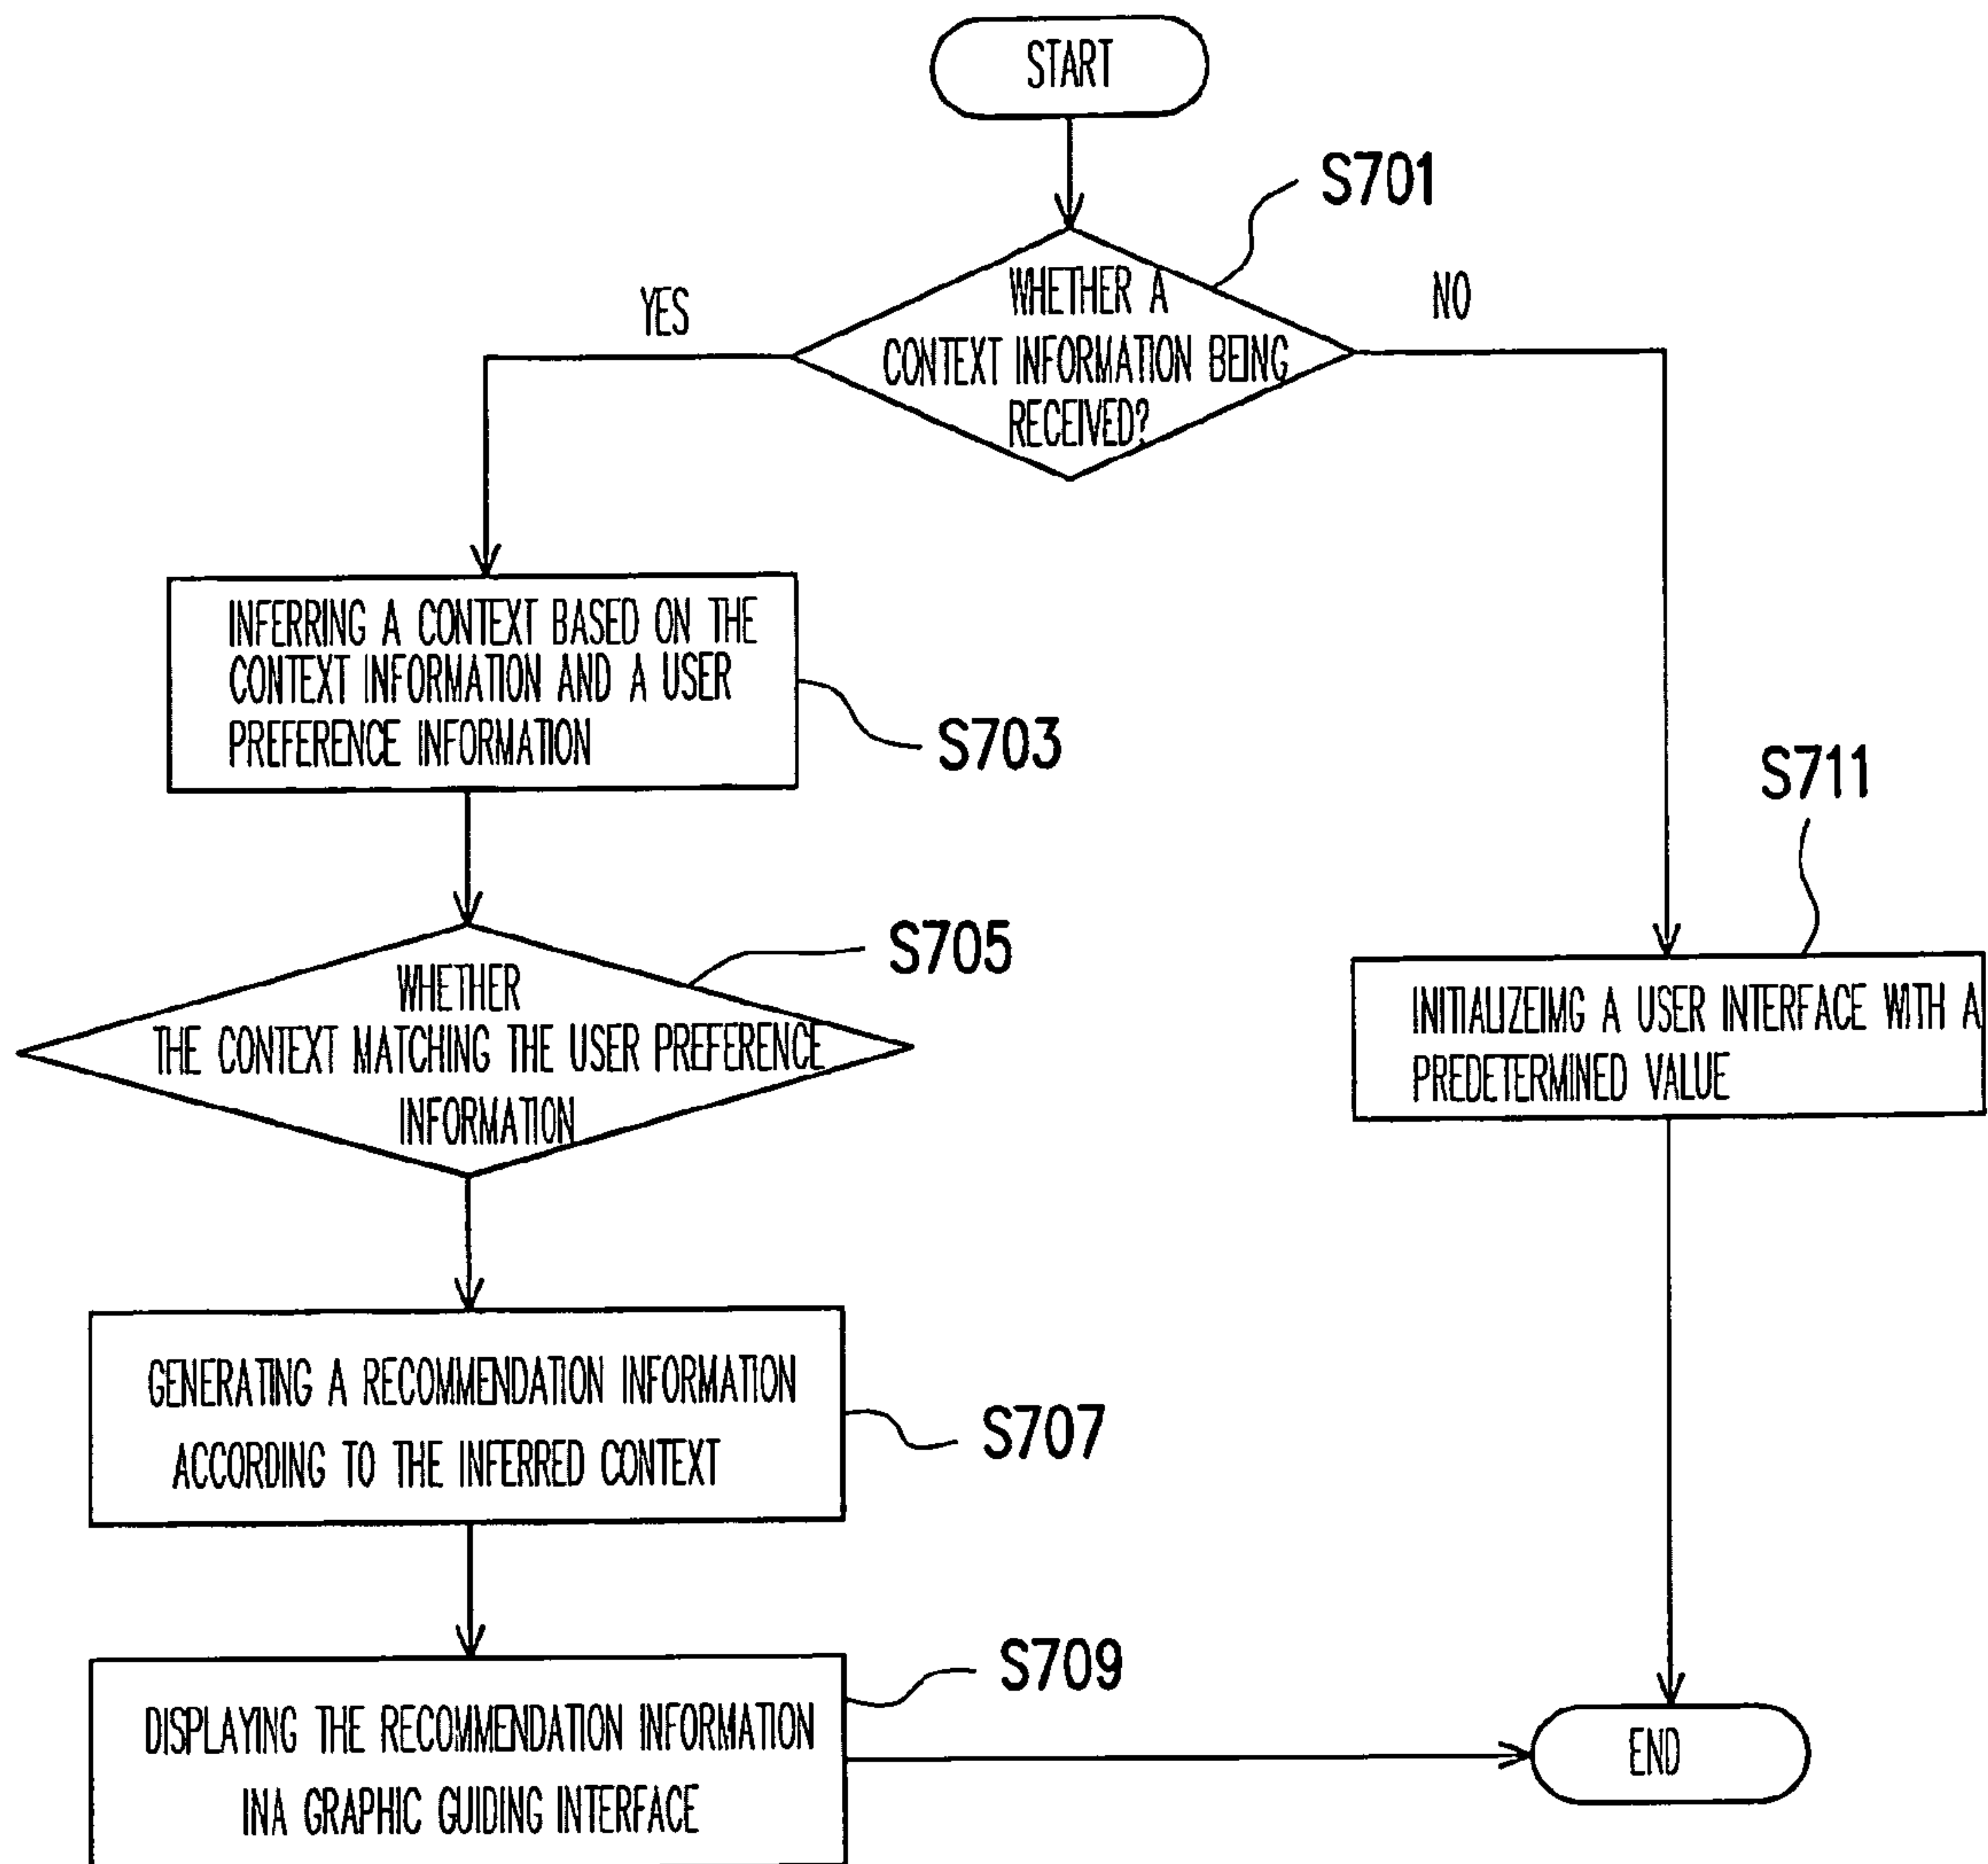 START
S701
WHETHER A
CONTEXT INFORMATION BEING
RECEIVED?
YES
NO
INFERRING A CONTEXT BASED ON THE
CONTEXT INFORMATION AND A USER
PREFERENCE INFORMATION
S703
S711
S705
WHETHER
THE CONTEXT MATCHING THE USER PREFERENCE
INFORMATION
INITIALIZEIMG A USER INTERFACE WITH A
PREDETERMINED VALUE
GENERATING A RECOMMENDATION INFORMATION
ACCORDING TO THE INFERRED CONTEXT
S707
S709
DISPLAYING THE RECOMMENDATION INFORMATION
INA GRAPHIC GUIDING INTERFACE
END